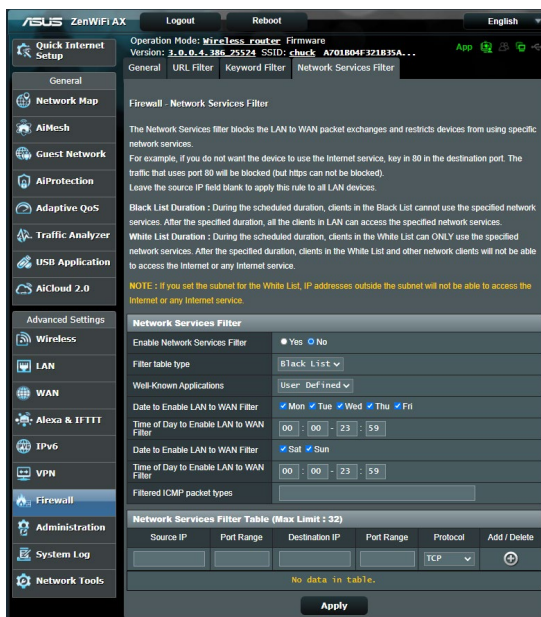 ASUS ZenWiFi AX
Logout
Reboot
English
Operation Mode: Wireless router Firmware
Version: 3.0.0.4.386_25524 SSID: chuck A701B04F321B35A...
App
Quick Internet
Setup
General
Network Map
AiMesh
Guest Network
AiProtection
Adaptive QoS
Traffic Analyzer
USB Application
AiCloud 2.0
Advanced Settings
Wireless
LAN
WAN
Alexa & IFTTT
IPv6
VPN
Firewall
Administration
System Log
Network Tools
General URL Filter Keyword Filter Network Services Filter
Firewall - Network Services Filter
The Network Services filter blocks the LAN to WAN packet exchanges and restricts devices from using specific
network services.
For example, if you do not want the device to use the Internet service, key in 80 in the destination port. The
traffic that uses port 80 will be blocked (but https can not be blocked).
Leave the source IP field blank to apply this rule to all LAN devices.
Black List Duration : During the scheduled duration, clients in the Black List cannot use the specified network
services. After the specified duration, all the clients in LAN can access the specified network services.
White List Duration : During the scheduled duration, clients in the White List can ONLY use the specified
network services. After the specified duration, clients in the White List and other network clients will not be able
to access the Internet or any Internet service.
NOTE : If you set the subnet for the White List, IP addresses outside the subnet will not be able to access the
Internet or any Internet service.
Network Services Filter
Enable Network Services Filter Yes No
Filter table type Black List
Well-Known Applications User Defined
Date to Enable LAN to WAN Filter Mon Tue Wed Thu Fri
Time of Day to Enable LAN to WAN
Filter
00 : 00 - 23 : 59
Date to Enable LAN to WAN Filter Sat Sun
Time of Day to Enable LAN to WAN
Filter
00 : 00 - 23 : 59
Filtered ICMP packet types
Network Services Filter Table (Max Limit : 32)
Source IP Port Range Destination IP Port Range Protocol Add / Delete
TCP
No data in table.
Apply